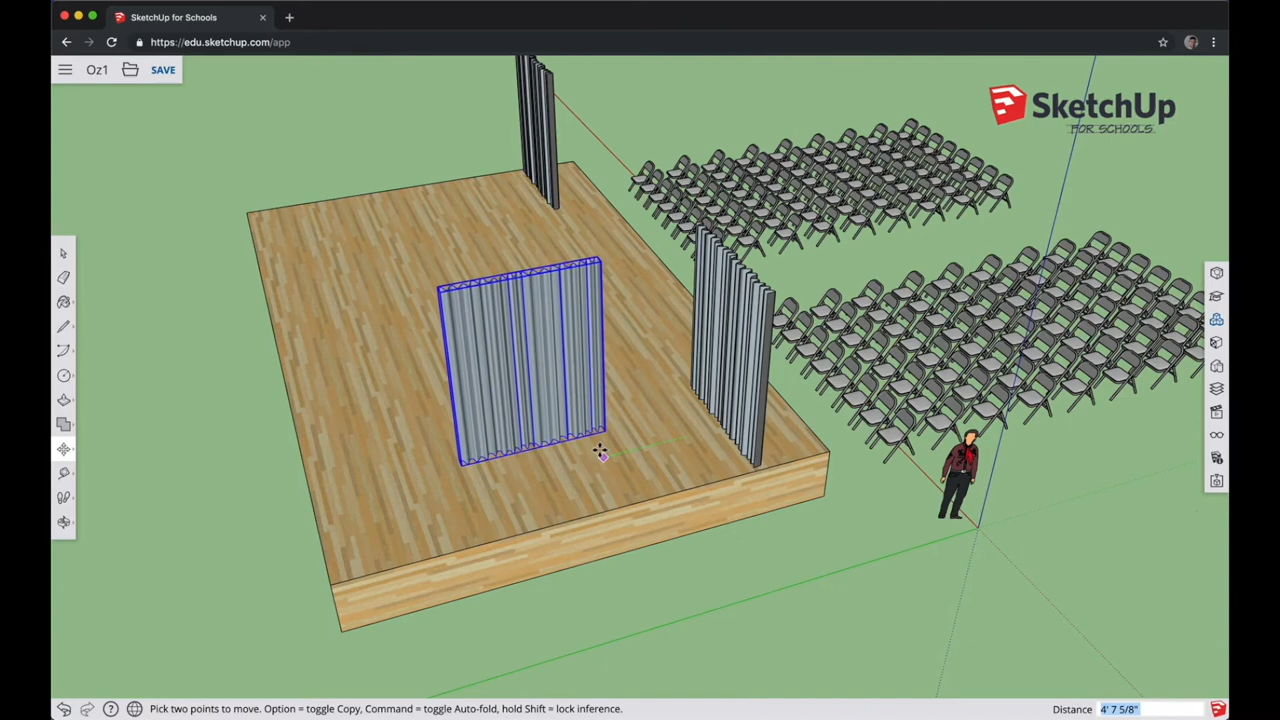 SketchUp for Schools
https://edu.sketchup.com/app
Oz1
SAVE
SketchUp
FOR SCHOOLS
Pick two points to move. Option = toggle Copy, Command = toggle Auto-fold, hold Shift = lock inference.
Distance 4' 7 5/8"